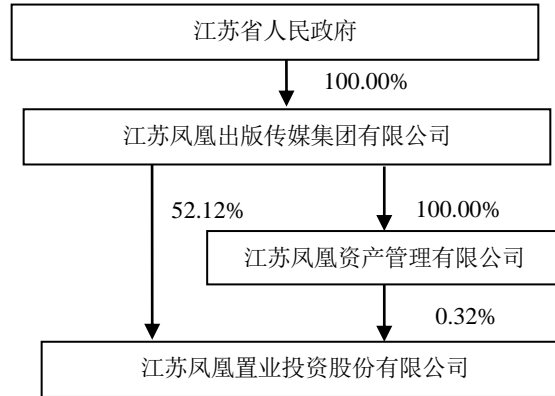 江苏省人民政府
100.00%
江苏凤凰出版传媒集团有限公司
52.12%
100.00%
江苏凤凰资产管理有限公司
0.32%
江苏凤凰置业投资股份有限公司